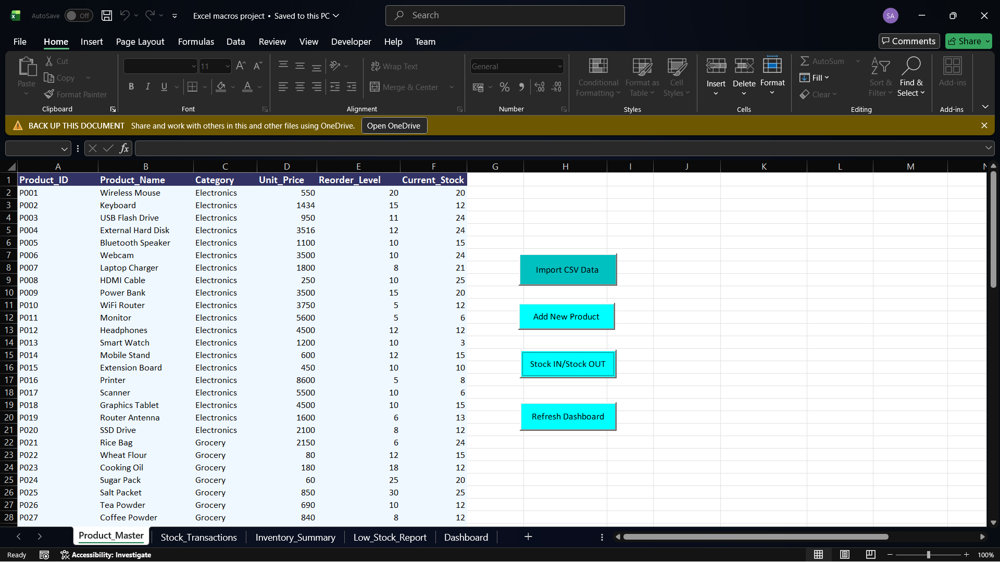 AutoSave Off Excel macros project • Saved to this PC Search SA
File Home Insert Page Layout Formulas Data Review View Developer Help Team Comments Share
Paste Cut Copy Format Painter Clipboard
11 B I U A Font
Wrap Text Merge & Center Alignment
General % Number
Conditional Formatting Format as Table Cell Styles Styles
Insert Delete Format Cells
AutoSum Fill Clear Sort & Filter Find & Select Editing
Add-ins Add-ins
BACK UP THIS DOCUMENT Share and work with others in this and other files using OneDrive. Open OneDrive
fx
A B C D E F G H I J K L M N
1 Product_ID Product_Name Category Unit_Price Reorder_Level Current_Stock
2 P001 Wireless Mouse Electronics 550 20 20
3 P002 Keyboard Electronics 1434 15 12
4 P003 USB Flash Drive Electronics 950 11 24
5 P004 External Hard Disk Electronics 3516 12 24
6 P005 Bluetooth Speaker Electronics 1100 10 15
7 P006 Webcam Electronics 3500 10 24
8 P007 Laptop Charger Electronics 1800 8 21
Import CSV Data
9 P008 HDMI Cable Electronics 250 10 25
10 P009 Power Bank Electronics 3500 15 20
11 P010 WiFi Router Electronics 3750 5 12
12 P011 Monitor Electronics 5600 5 6
Add New Product
13 P012 Headphones Electronics 4500 12 12
14 P013 Smart Watch Electronics 1200 10 3
15 P014 Mobile Stand Electronics 600 12 15
16 P015 Extension Board Electronics 450 10 10
Stock IN/Stock OUT
17 P016 Printer Electronics 8600 5 8
18 P017 Scanner Electronics 5500 10 6
19 P018 Graphics Tablet Electronics 4500 10 15
20 P019 Router Antenna Electronics 1600 6 13
Refresh Dashboard
21 P020 SSD Drive Electronics 2100 8 12
22 P021 Rice Bag Grocery 2150 6 24
23 P022 Wheat Flour Grocery 80 12 15
24 P023 Cooking Oil Grocery 180 18 12
25 P024 Sugar Pack Grocery 60 25 20
26 P025 Salt Packet Grocery 850 30 25
27 P026 Tea Powder Grocery 690 10 12
28 P027 Coffee Powder Grocery 840 8 12
Product_Master Stock_Transactions Inventory_Summary Low_Stock_Report Dashboard
Ready Accessibility: Investigate 100%